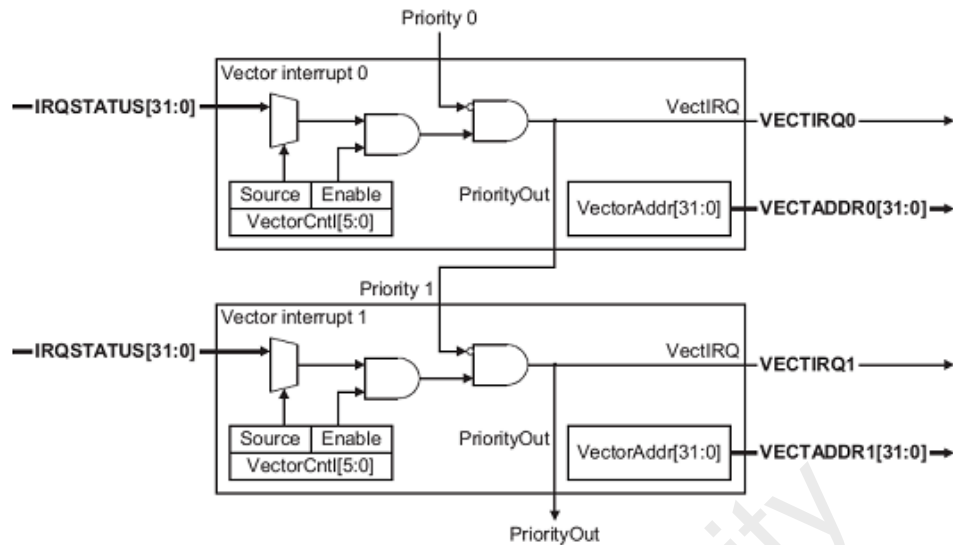 Priority 0
Vector interrupt 0
IRQSTATUS[31:0]
VectIRQ
VECTIRQ0
Source
Enable
VectorCntl[5:0]
PriorityOut
VectorAddr[31:0]
VECTADDR0[31:0]
Priority 1
Vector interrupt 1
IRQSTATUS[31:0]
VectIRQ
VECTIRQ1
Source
Enable
VectorCntl[5:0]
PriorityOut
VectorAddr[31:0]
VECTADDR1[31:0]
PriorityOut